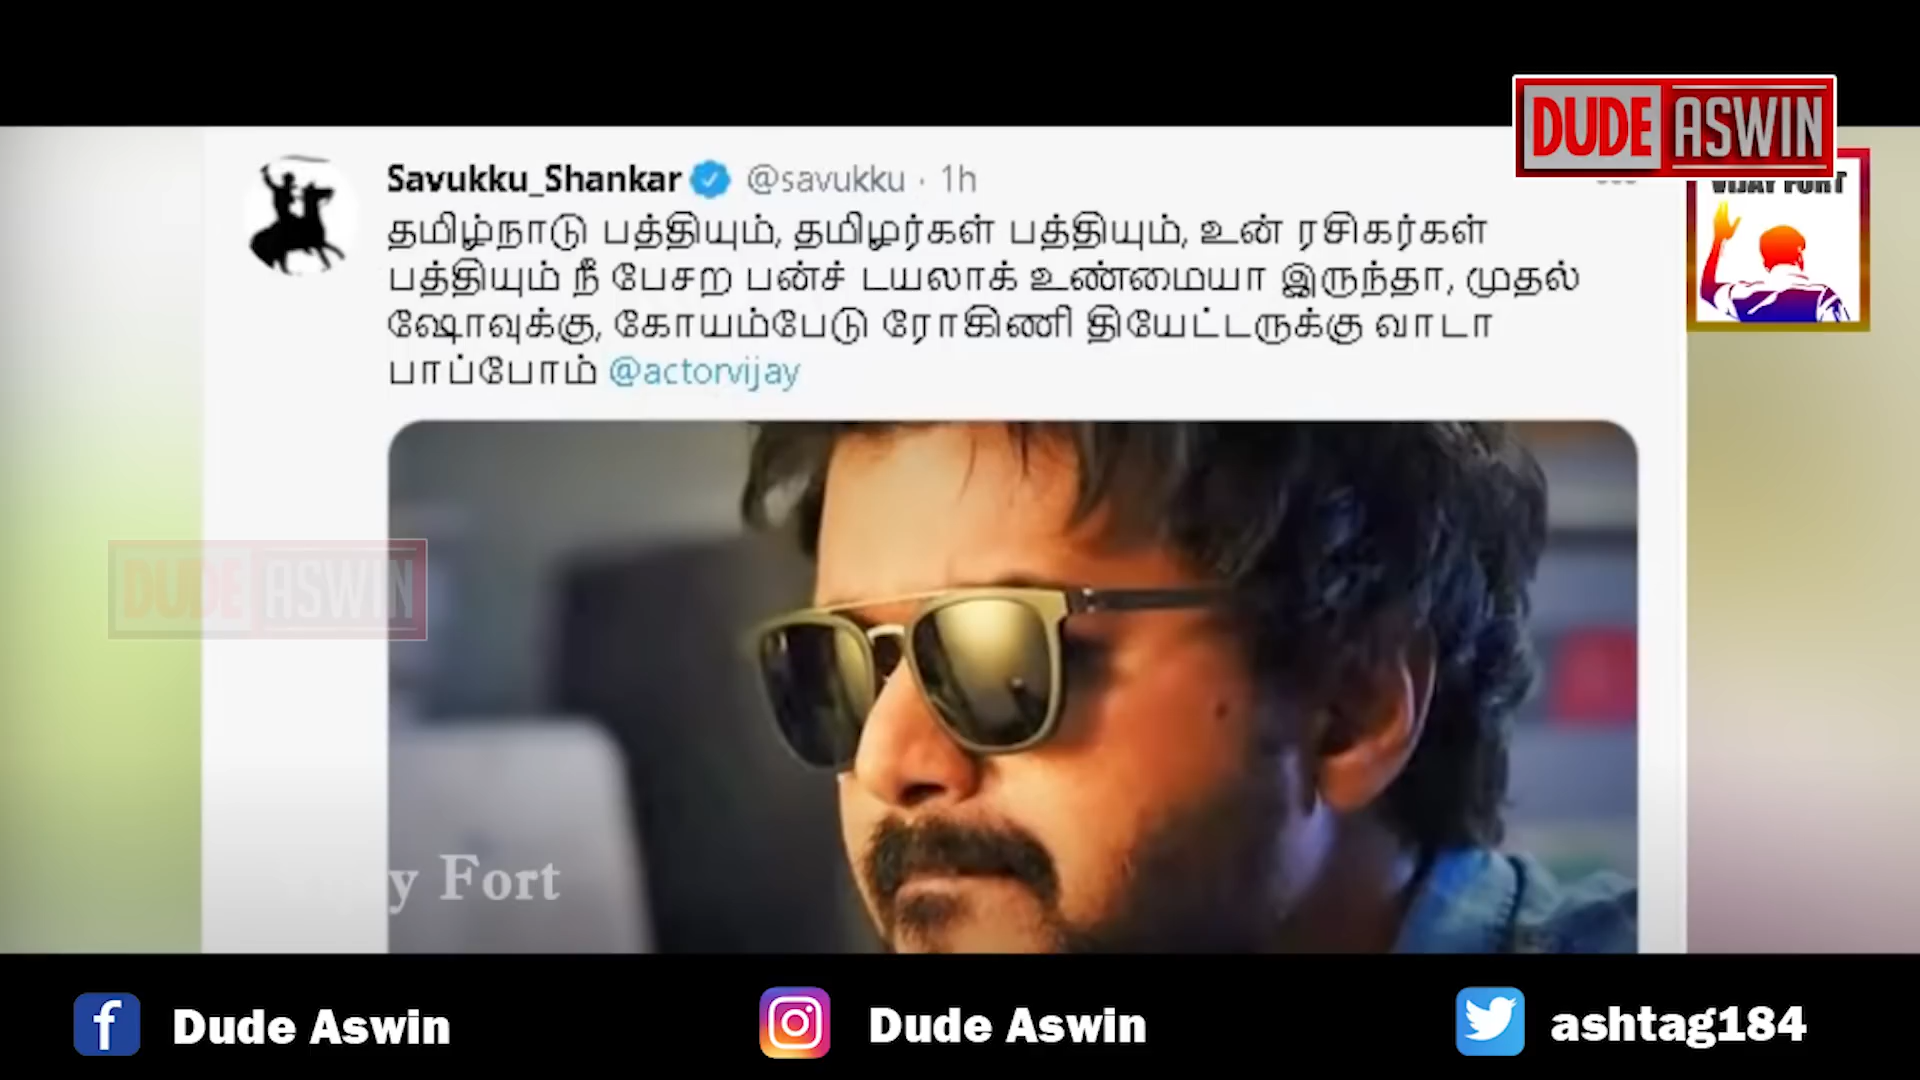 DUDE ASWIN
VIJAY FORT
Savukku_Shankar @savukku · 1h
தமிழ்நாடு பத்தியும், தமிழர்கள் பத்தியும், உன் ரசிகர்கள்
பத்தியும் நீ பேசற பன்ச் டயலாக் உண்மையா இருந்தா, முதல்
ஷோவுக்கு, கோயம்பேடு ரோகிணி தியேட்டருக்கு வாடா
பாப்போம் @actorvijay
DUDE ASWIN
y Fort
Dude Aswin
Dude Aswin
ashtag184